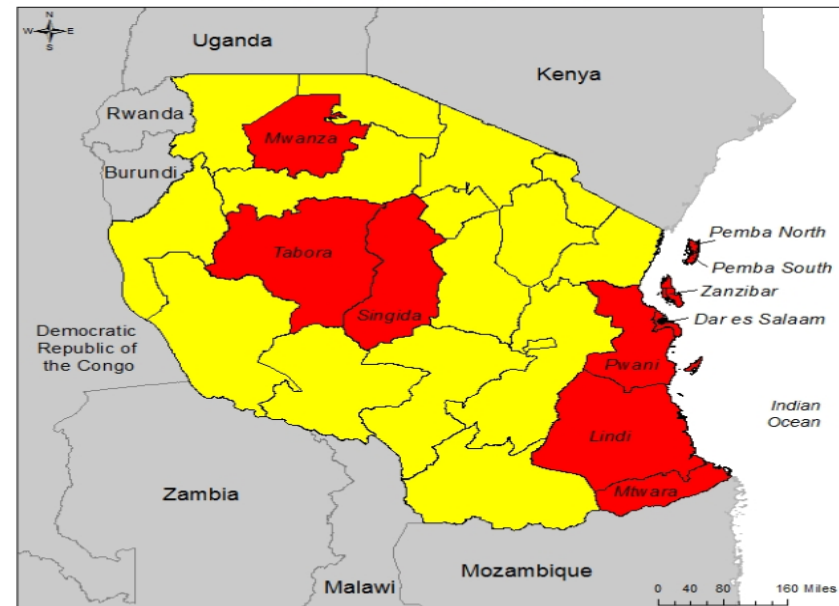 N
W E
S
Uganda
Kenya
Rwanda
Mwanza
Burundi
Pemba North
Tabora
Pemba South
Zanzibar
Singida
Dar es Salaam
Democratic
Republic of
the Congo
Pwani
Indian
Ocean
Lindi
Zambia
Mtwara
Mozambique
Malawi
0 40 80 160 Miles